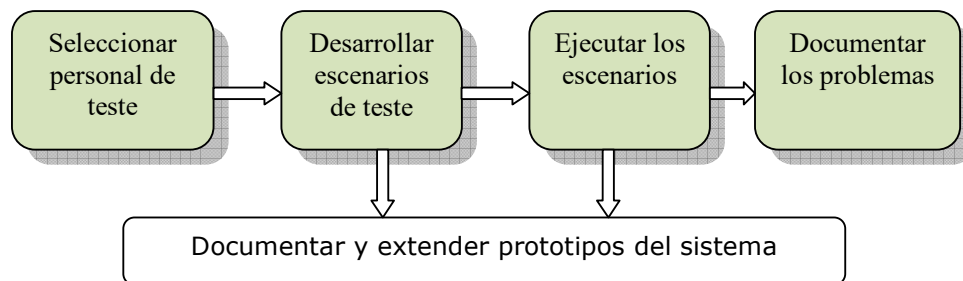 Seleccionar
personal de
teste
Desarrollar
escenarios
de teste
Ejecutar los
escenarios
Documentar
los problemas
Documentar y extender prototipos del sistema